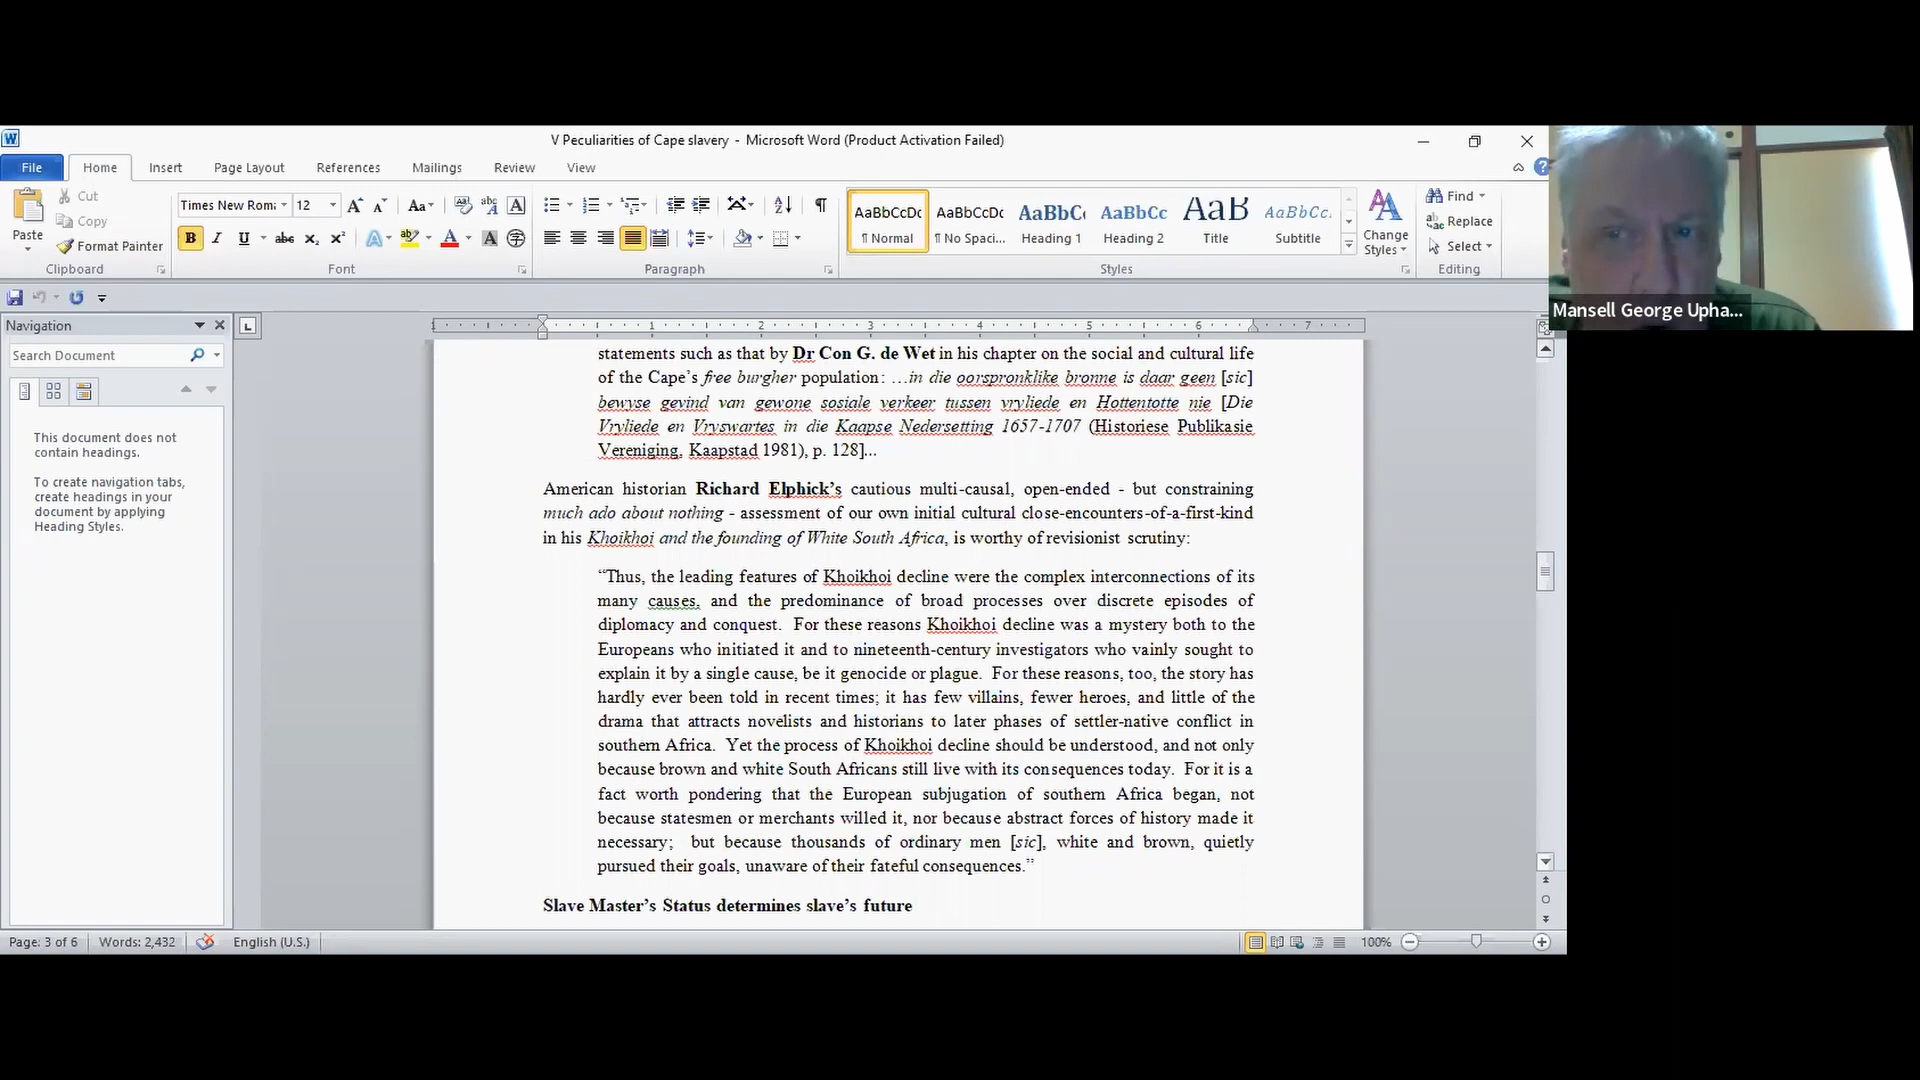 V Peculiarities of Cape slavery - Microsoft Word (Product Activation Failed)
File Home Insert Page Layout References Mailings Review View
Cut
Copy
Paste
Format Painter
Clipboard
Times New Rom: 12
Font
Paragraph
AaBbCcDc AaBbCcDc AaBbCc AaBbCc AaB AaBbCc.
¶ Normal ¶ No Spaci... Heading 1 Heading 2 Title Subtitle
Change
Styles
Styles
Find
Replace
Select
Editing
Mansell George Upha...
Navigation
Search Document
This document does not
contain headings.
To create navigation tabs,
create headings in your
document by applying
Heading Styles.
1 1 2 3 4 5 6 7
statements such as that by Dr Con G. de Wet in his chapter on the social and cultural life
of the Cape's free burgher population: …in die oorspronklike bronne is daar geen [sic]
bewyse gevind van gewone sosiale verkeer tussen vryliede en Hottentotte nie [Die
Vryliede en Vryswartes in die Kaapse Nedersetting 1657-1707 (Historiese Publikasie
Vereniging, Kaapstad 1981), p. 128]...
American historian Richard Elphick's cautious multi-causal, open-ended - but constraining
much ado about nothing - assessment of our own initial cultural close-encounters-of-a-first-kind
in his Khoikhoi and the founding of White South Africa, is worthy of revisionist scrutiny:
“Thus, the leading features of Khoikhoi decline were the complex interconnections of its
many causes, and the predominance of broad processes over discrete episodes of
diplomacy and conquest. For these reasons Khoikhoi decline was a mystery both to the
Europeans who initiated it and to nineteenth-century investigators who vainly sought to
explain it by a single cause, be it genocide or plague. For these reasons, too, the story has
hardly ever been told in recent times; it has few villains, fewer heroes, and little of the
drama that attracts novelists and historians to later phases of settler-native conflict in
southern Africa. Yet the process of Khoikhoi decline should be understood, and not only
because brown and white South Africans still live with its consequences today. For it is a
fact worth pondering that the European subjugation of southern Africa began, not
because statesmen or merchants willed it, nor because abstract forces of history made it
necessary; but because thousands of ordinary men [sic], white and brown, quietly
pursued their goals, unaware of their fateful consequences.”
Slave Master's Status determines slave's future
Page: 3 of 6 Words: 2,432 English (U.S.) 100%